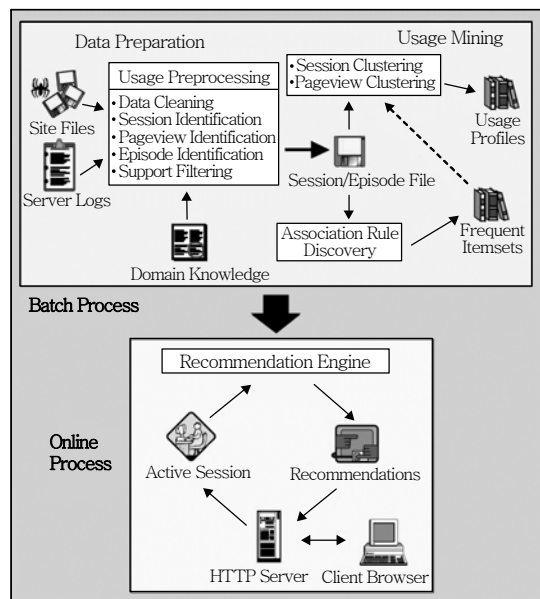 Data Preparation
Usage Mining
Usage Preprocessing
• Data Cleaning
• Session Identification
• Pageview Identification
• Episode Identification
• Support Filtering
• Session Clustering
• Pageview Clustering
Site Files
Usage
Profiles
Server Logs
Session/Episode File
Association Rule
Discovery
Frequent
Itemsets
Domain Knowledge
Batch Process
Recommendation Engine
Online
Process
Active Session
Recommendations
HTTP Server
Client Browser